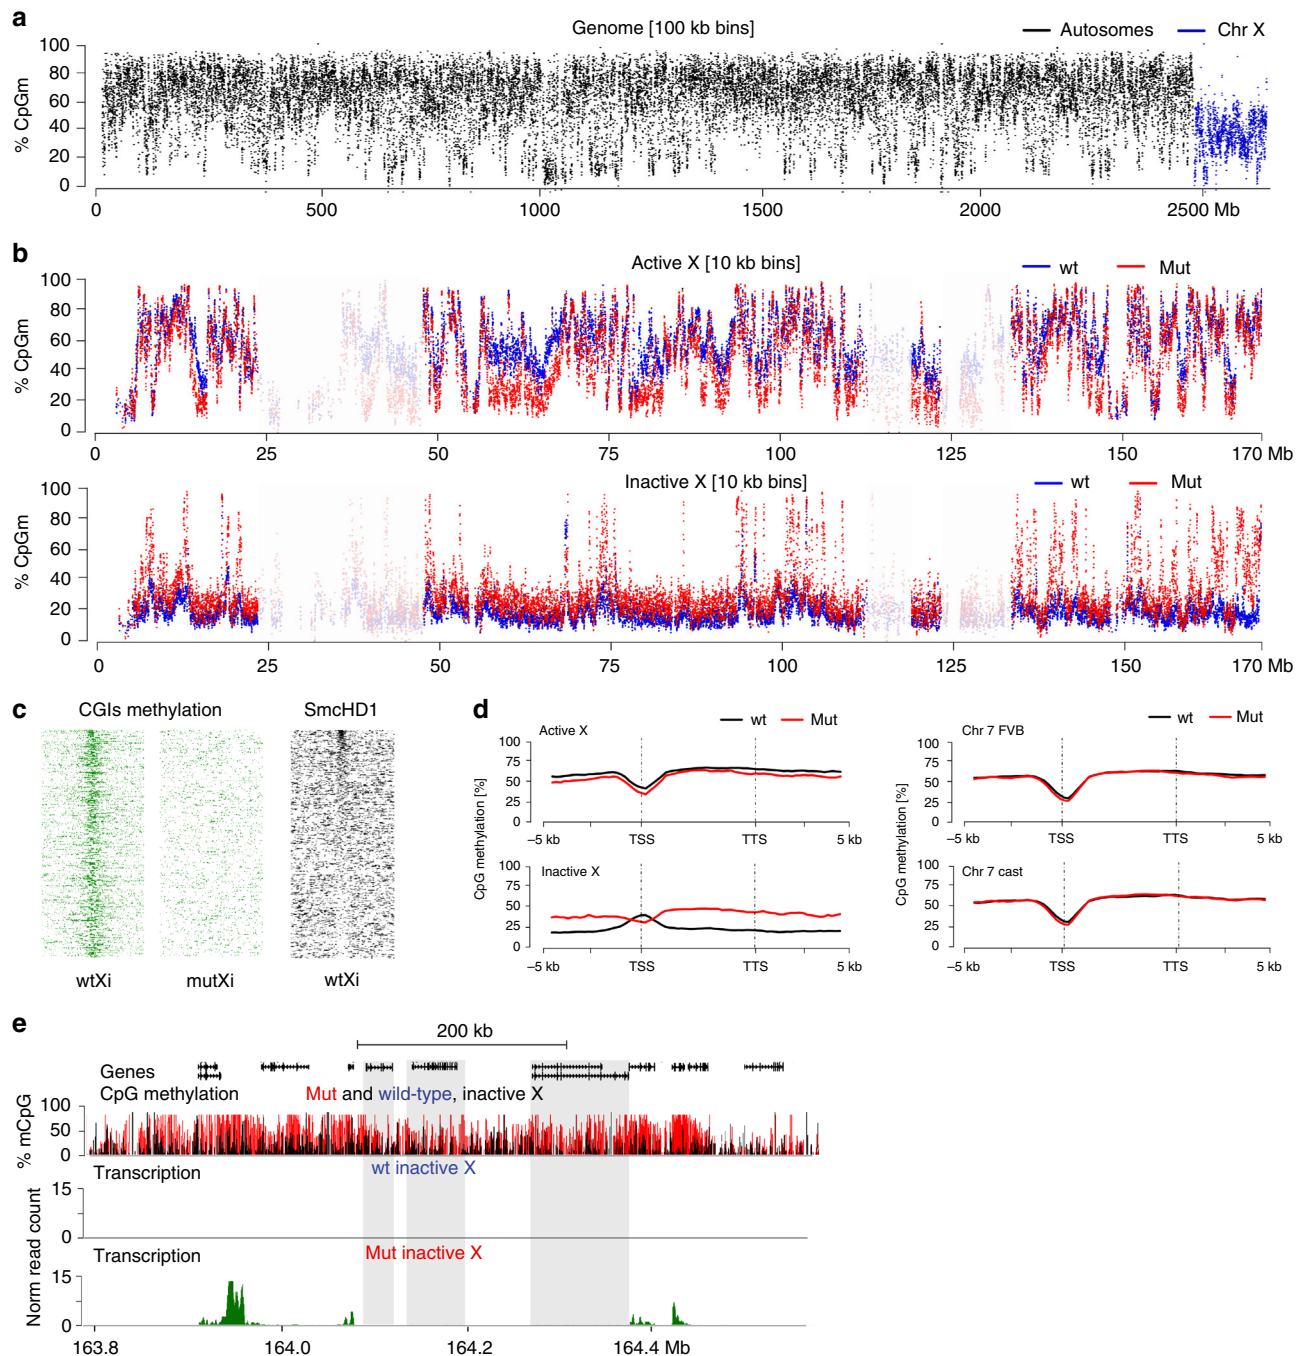 a
Genome [100 kb bins]
Autosomes
Chr X
% CpGm
100
80
60
40
20
0
0
500
1000
1500
2000
2500 Mb
b
Active X [10 kb bins]
wt
Mut
% CpGm
100
80
60
40
20
0
0
25
50
75
100
125
150
170 Mb
Inactive X [10 kb bins]
wt
Mut
% CpGm
100
80
60
40
20
0
0
25
50
75
100
125
150
170 Mb
c
CGIs methylation
SmcHD1
wtXi
mutXi
wtXi
d
wt
Mut
Active X
CpG methylation [%]
100
75
50
25
0
–5 kb
TSS
TTS
5 kb
Inactive X
100
75
50
25
0
–5 kb
TSS
TTS
5 kb
wt
Mut
Chr 7 FVB
CpG methylation [%]
100
75
50
25
0
–5 kb
TSS
TTS
5 kb
Chr 7 cast
100
75
50
25
0
–5 kb
TSS
TTS
5 kb
e
200 kb
Genes
CpG methylation
Mut and wild-type, inactive X
% mCpG
100
50
0
Transcription
wt inactive X
Norm read count
15
0
Transcription
Mut inactive X
15
0
163.8
164.0
164.2
164.4 Mb